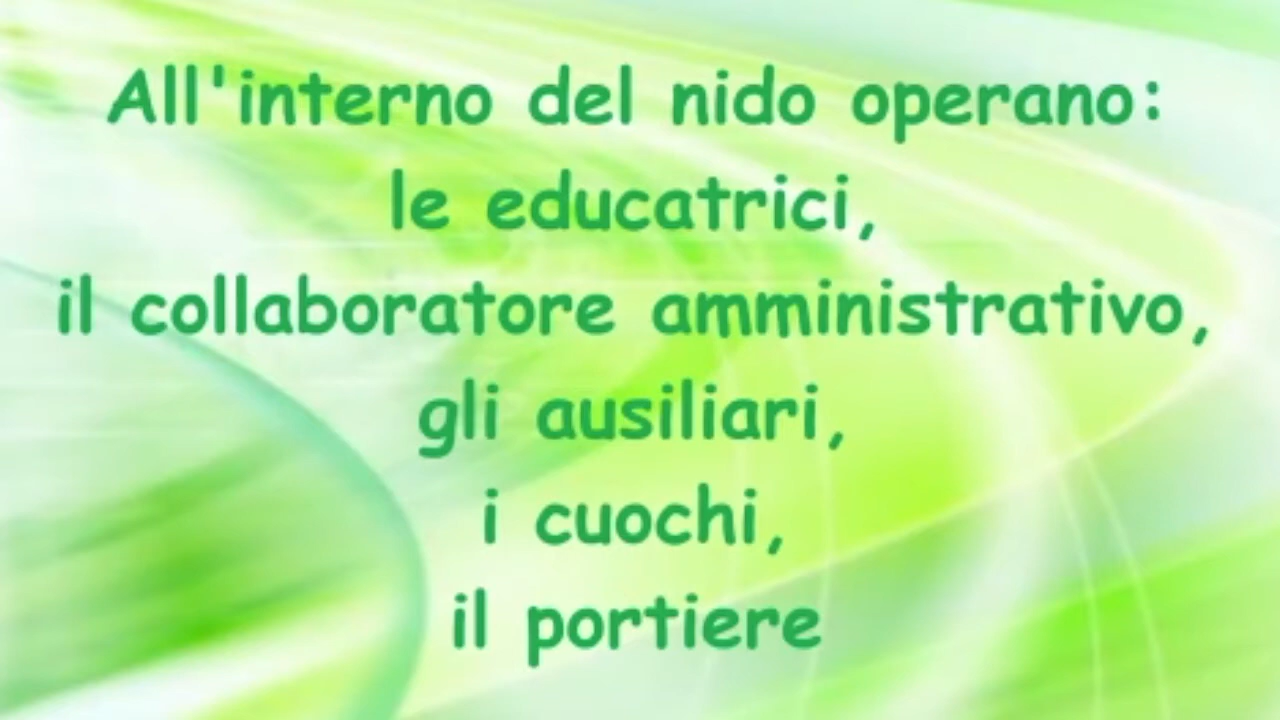 All'interno del nido operano:
le educatrici,
il collaboratore amministrativo,
gli ausiliari,
i cuochi,
il portiere